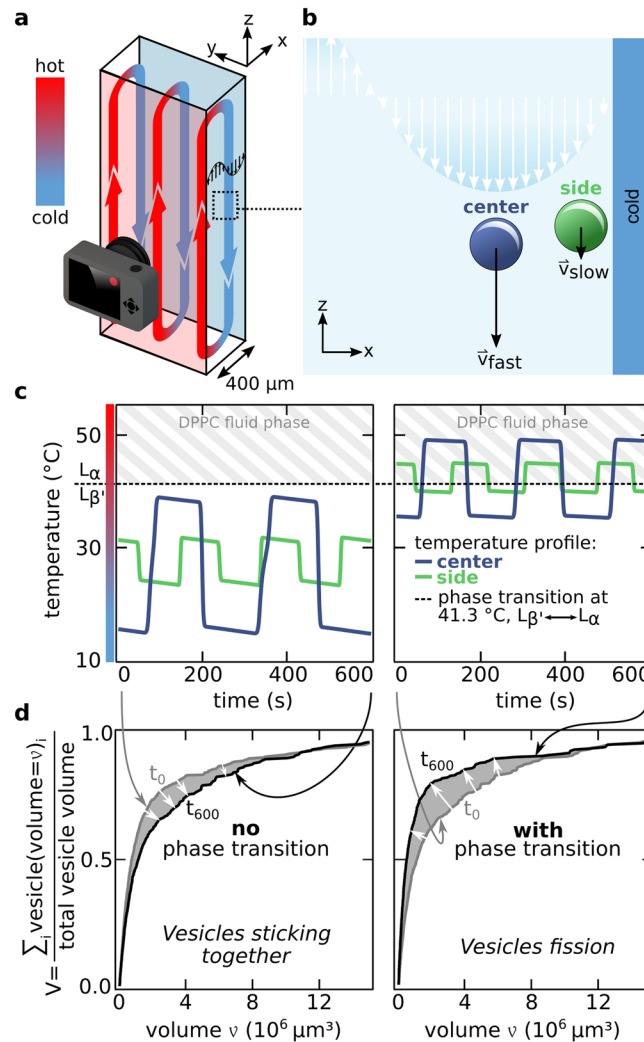 a
z
y
x
hot
cold
400 µm
b
center
side
v⃗slow
v⃗fast
cold
z
x
c
temperature (°C)
Lα
Lβ'
50
30
10
DPPC fluid phase
0
200
400
600
time (s)
DPPC fluid phase
temperature profile:
center
side
phase transition at
41.3 °C, Lβ'⟷Lα
0
200
400
600
time (s)
d
V= ∑i vesicle(volume=ν)i
total vesicle volume
1.0
0.5
0.0
t0
t600
no
phase transition
Vesicles sticking
together
0
4
8
12
volume ν (10⁶ µm³)
t600
t0
with
phase transition
Vesicles fission
0
4
8
12
volume ν (10⁶ µm³)